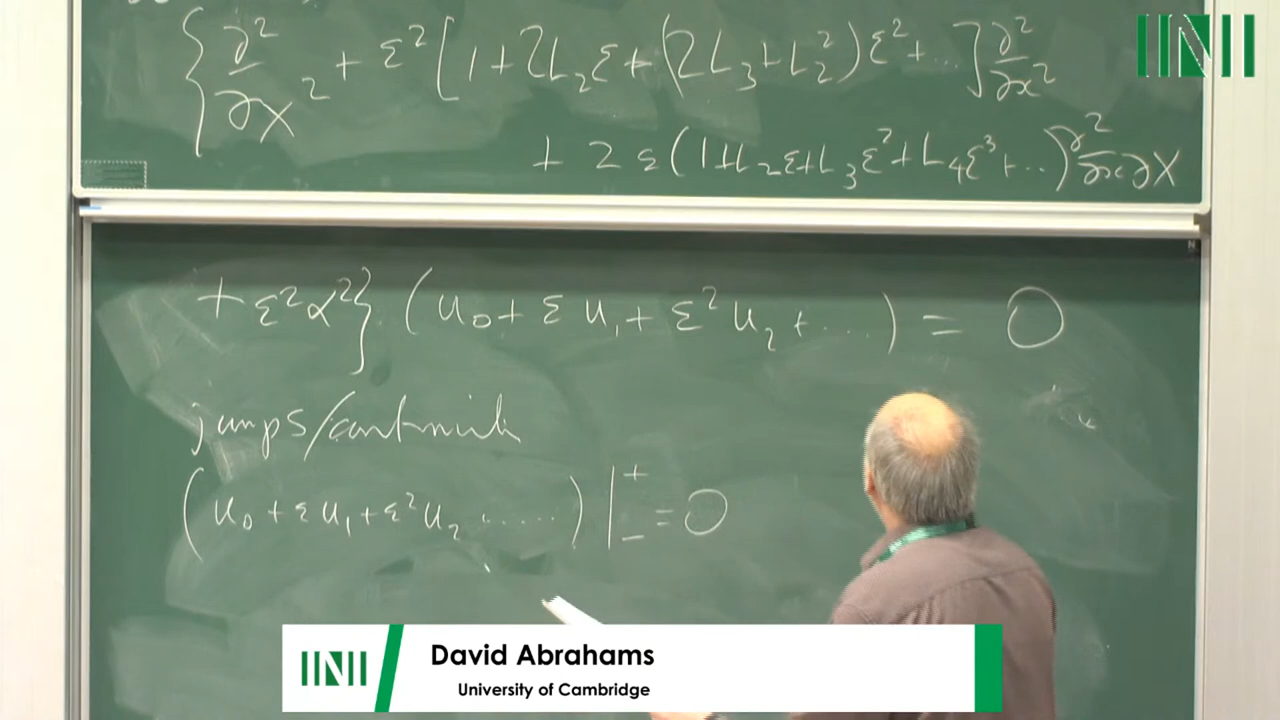 { ∂²/∂X² + ε² [ 1 + 2L₂ε + (2L₃ + L₂²)ε² + ... ] ∂²/∂x²
+ 2ε(1 + L₂ε + L₃ε² + L₄ε³ + ...) ∂²/∂x∂X
+ ε²α² } (u₀ + εu₁ + ε²u₂ + ....) = 0
jumps/
(u₀ + εu₁ + ε²u₂ ......) |⁺₋ = 0
David Abrahams
University of Cambridge